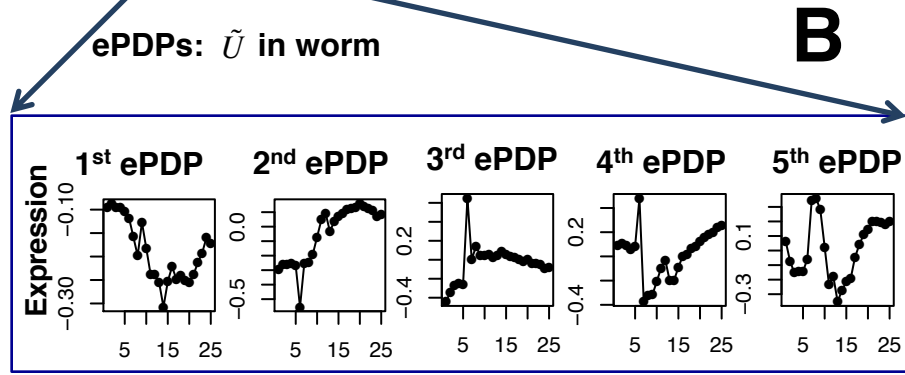 ePDPs: Ũ in worm
B
1st ePDP 2nd ePDP 3rd ePDP 4th ePDP 5th ePDP
Expression
−0.10 −0.30
0.0 −0.5
0.2 −0.4
0.2 −0.4
0.1 −0.3
5 15 25 5 15 25 5 15 25 5 15 25 5 15 25